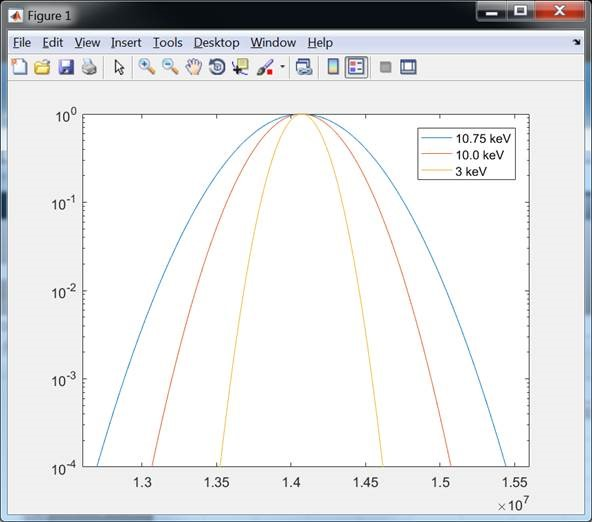 Figure 1
File Edit View Insert Tools Desktop Window Help
10^0
10^-1
10^-2
10^-3
10^-4
10.75 keV
10.0 keV
3 keV
1.3 1.35 1.4 1.45 1.5 1.55
×10^7